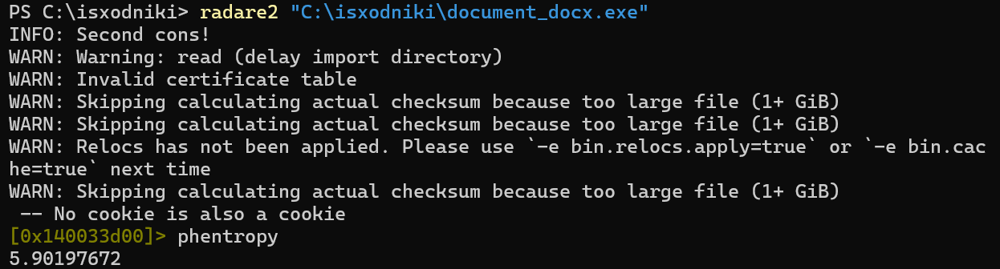 PS C:\isxodniki> radare2 "C:\isxodniki\document_docx.exe"
INFO: Second cons!
WARN: Warning: read (delay import directory)
WARN: Invalid certificate table
WARN: Skipping calculating actual checksum because too large file (1+ GiB)
WARN: Skipping calculating actual checksum because too large file (1+ GiB)
WARN: Relocs has not been applied. Please use `-e bin.relocs.apply=true` or `-e bin.cac
he=true` next time
WARN: Skipping calculating actual checksum because too large file (1+ GiB)
 -- No cookie is also a cookie
[0x140033d00]> phentropy
5.90197672